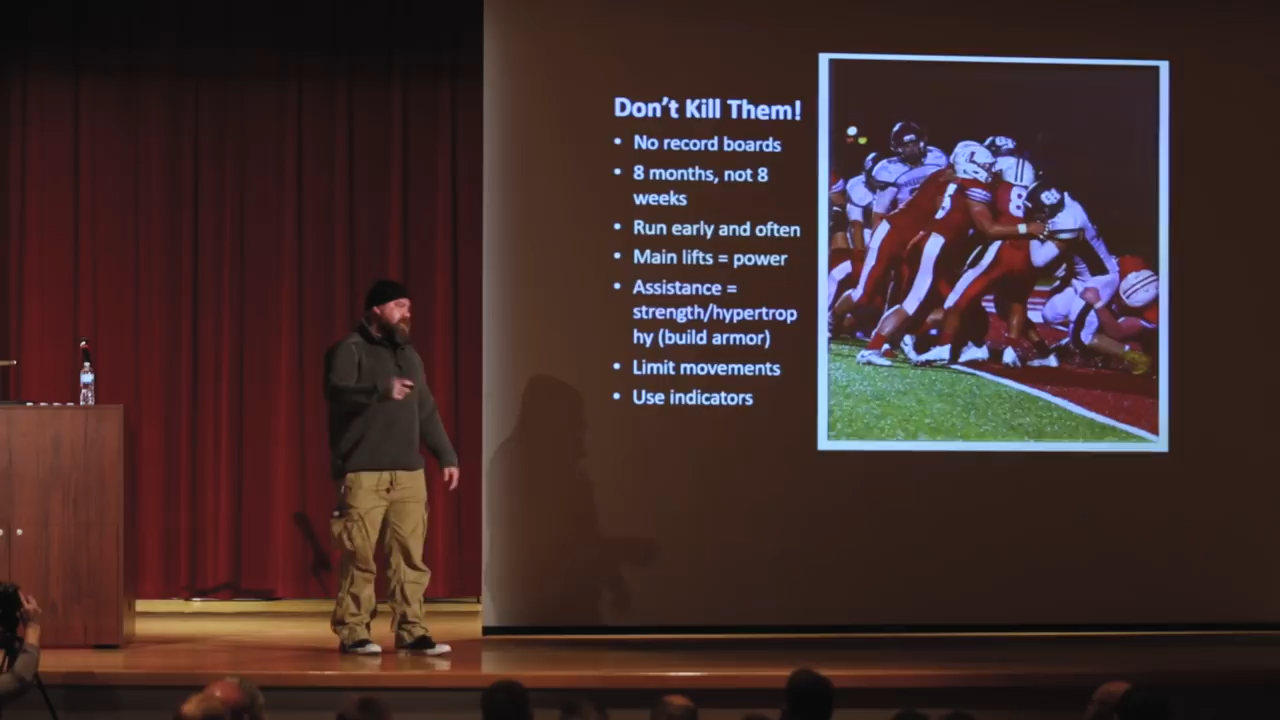 Don't Kill Them!
• No record boards
• 8 months, not 8
weeks
• Run early and often
• Main lifts = power
• Assistance =
strength/hypertrop
hy (build armor)
• Limit movements
• Use indicators
8